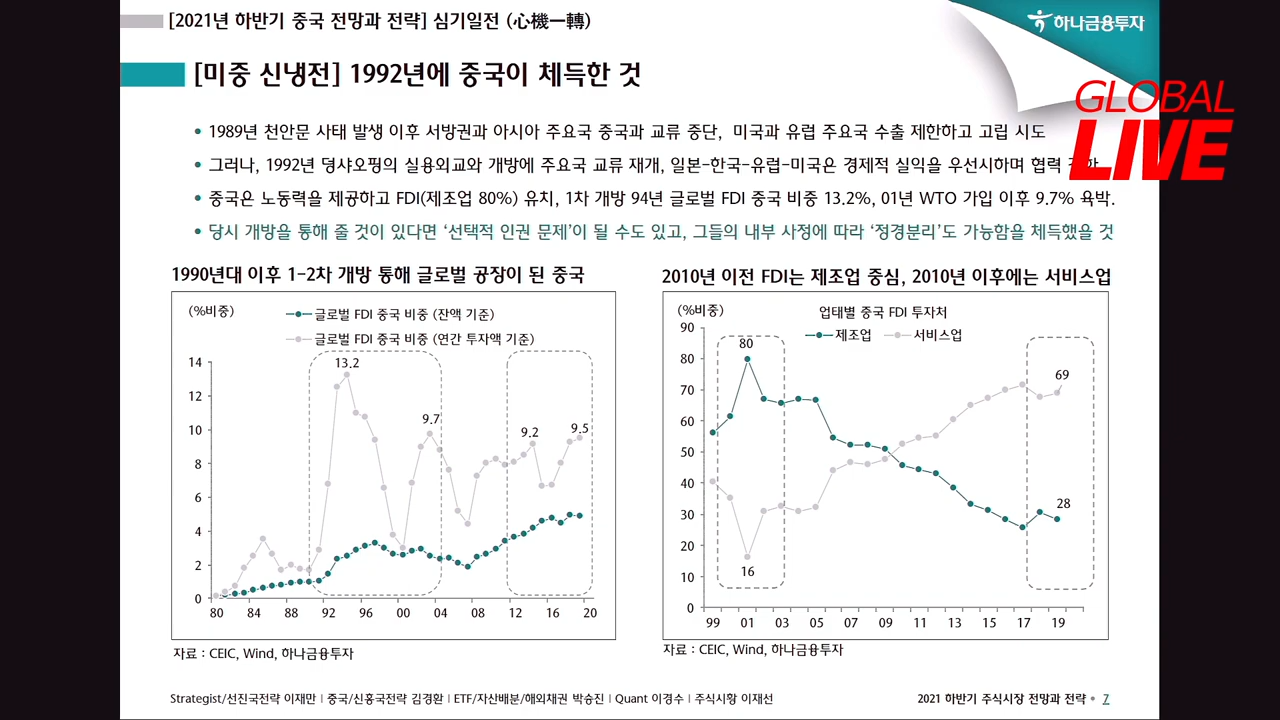 [2021년 하반기 중국 전망과 전략] 심기일전 (心機一轉)
하나금융투자
[미중 신냉전] 1992년에 중국이 체득한 것
GLOBAL
LIVE
• 1989년 천안문 사태 발생 이후 서방권과 아시아 주요국 중국과 교류 중단, 미국과 유럽 주요국 수출 제한하고 고립 시도
• 그러나, 1992년 덩샤오핑의 실용외교와 개방에 주요국 교류 재개, 일본-한국-유럽-미국은 경제적 실익을 우선시하며 협력
• 중국은 노동력을 제공하고 FDI(제조업 80%) 유치, 1차 개방 94년 글로벌 FDI 중국 비중 13.2%, 01년 WTO 가입 이후 9.7% 육박.
• 당시 개방을 통해 줄 것이 있다면 ‘선택적 인권 문제’이 될 수도 있고, 그들의 내부 사정에 따라 ‘정경분리’도 가능함을 체득했을 것
1990년대 이후 1-2차 개방 통해 글로벌 공장이 된 중국
(%비중)
글로벌 FDI 중국 비중 (잔액 기준)
글로벌 FDI 중국 비중 (연간 투자액 기준)
14
12
10
8
6
4
2
0
13.2
9.7
9.2
9.5
80 84 88 92 96 00 04 08 12 16 20
자료 : CEIC, Wind, 하나금융투자
2010년 이전 FDI는 제조업 중심, 2010년 이후에는 서비스업
(%비중)
업태별 중국 FDI 투자처
제조업 서비스업
90
80
70
60
50
40
30
20
10
0
80
16
69
28
99 01 03 05 07 09 11 13 15 17 19
자료 : CEIC, Wind, 하나금융투자
Strategist/선진국전략 이재만 | 중국/신흥국전략 김경환 | ETF/자산배분/해외채권 박승진 | Quant 이경수 | 주식시황 이재선
2021 하반기 주식시장 전망과 전략 • 7